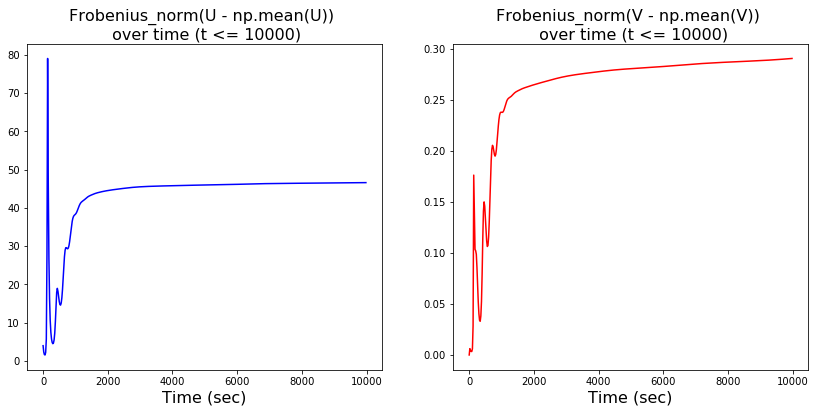 Frobenius_norm(U - np.mean(U))
over time (t <= 10000)
80
70
60
50
40
30
20
10
0
0 2000 4000 6000 8000 10000
Time (sec)
Frobenius_norm(V - np.mean(V))
over time (t <= 10000)
0.30
0.25
0.20
0.15
0.10
0.05
0.00
0 2000 4000 6000 8000 10000
Time (sec)